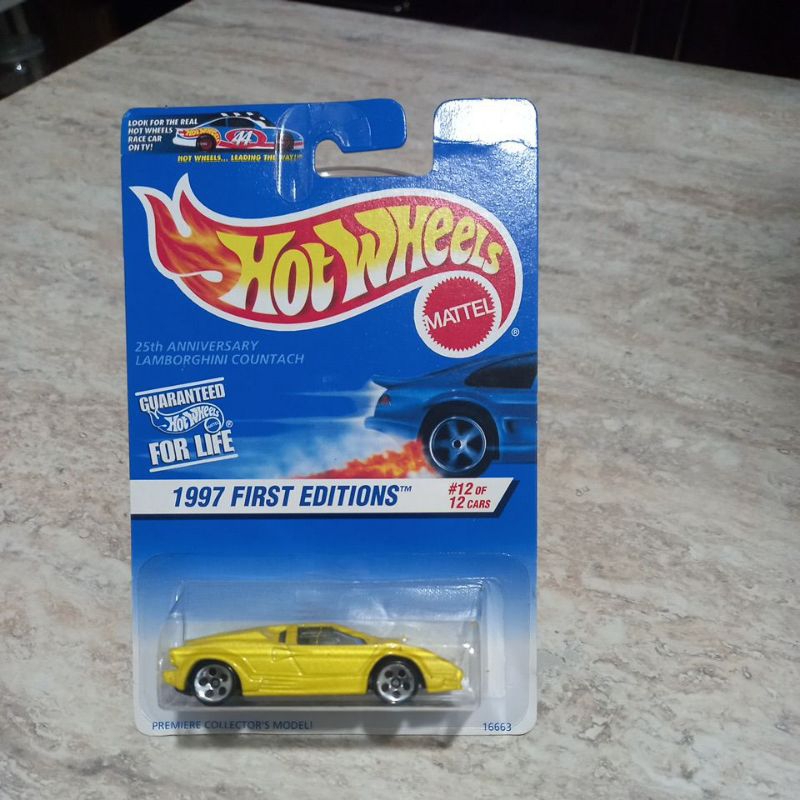 LOOK FOR THE REAL
HOT WHEELS
RACE CAR
ON TV!
44
HOT WHEELS... LEADING THE WAY!™
HOT WHEELS
MATTEL
®
25th ANNIVERSARY
LAMBORGHINI COUNTACH
GUARANTEED
Hot Wheels ®
FOR LIFE
1997 FIRST EDITIONS™
#12 OF
12 CARS
PREMIERE COLLECTOR'S MODEL!
16663